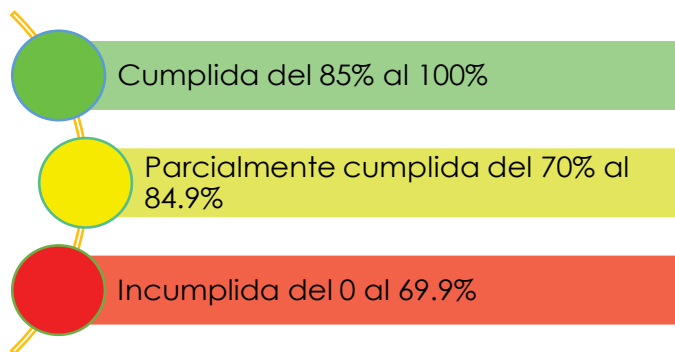 Cumplida del 85% al 100%
Parcialmente cumplida del 70% al
84.9%
Incumplida del 0 al 69.9%